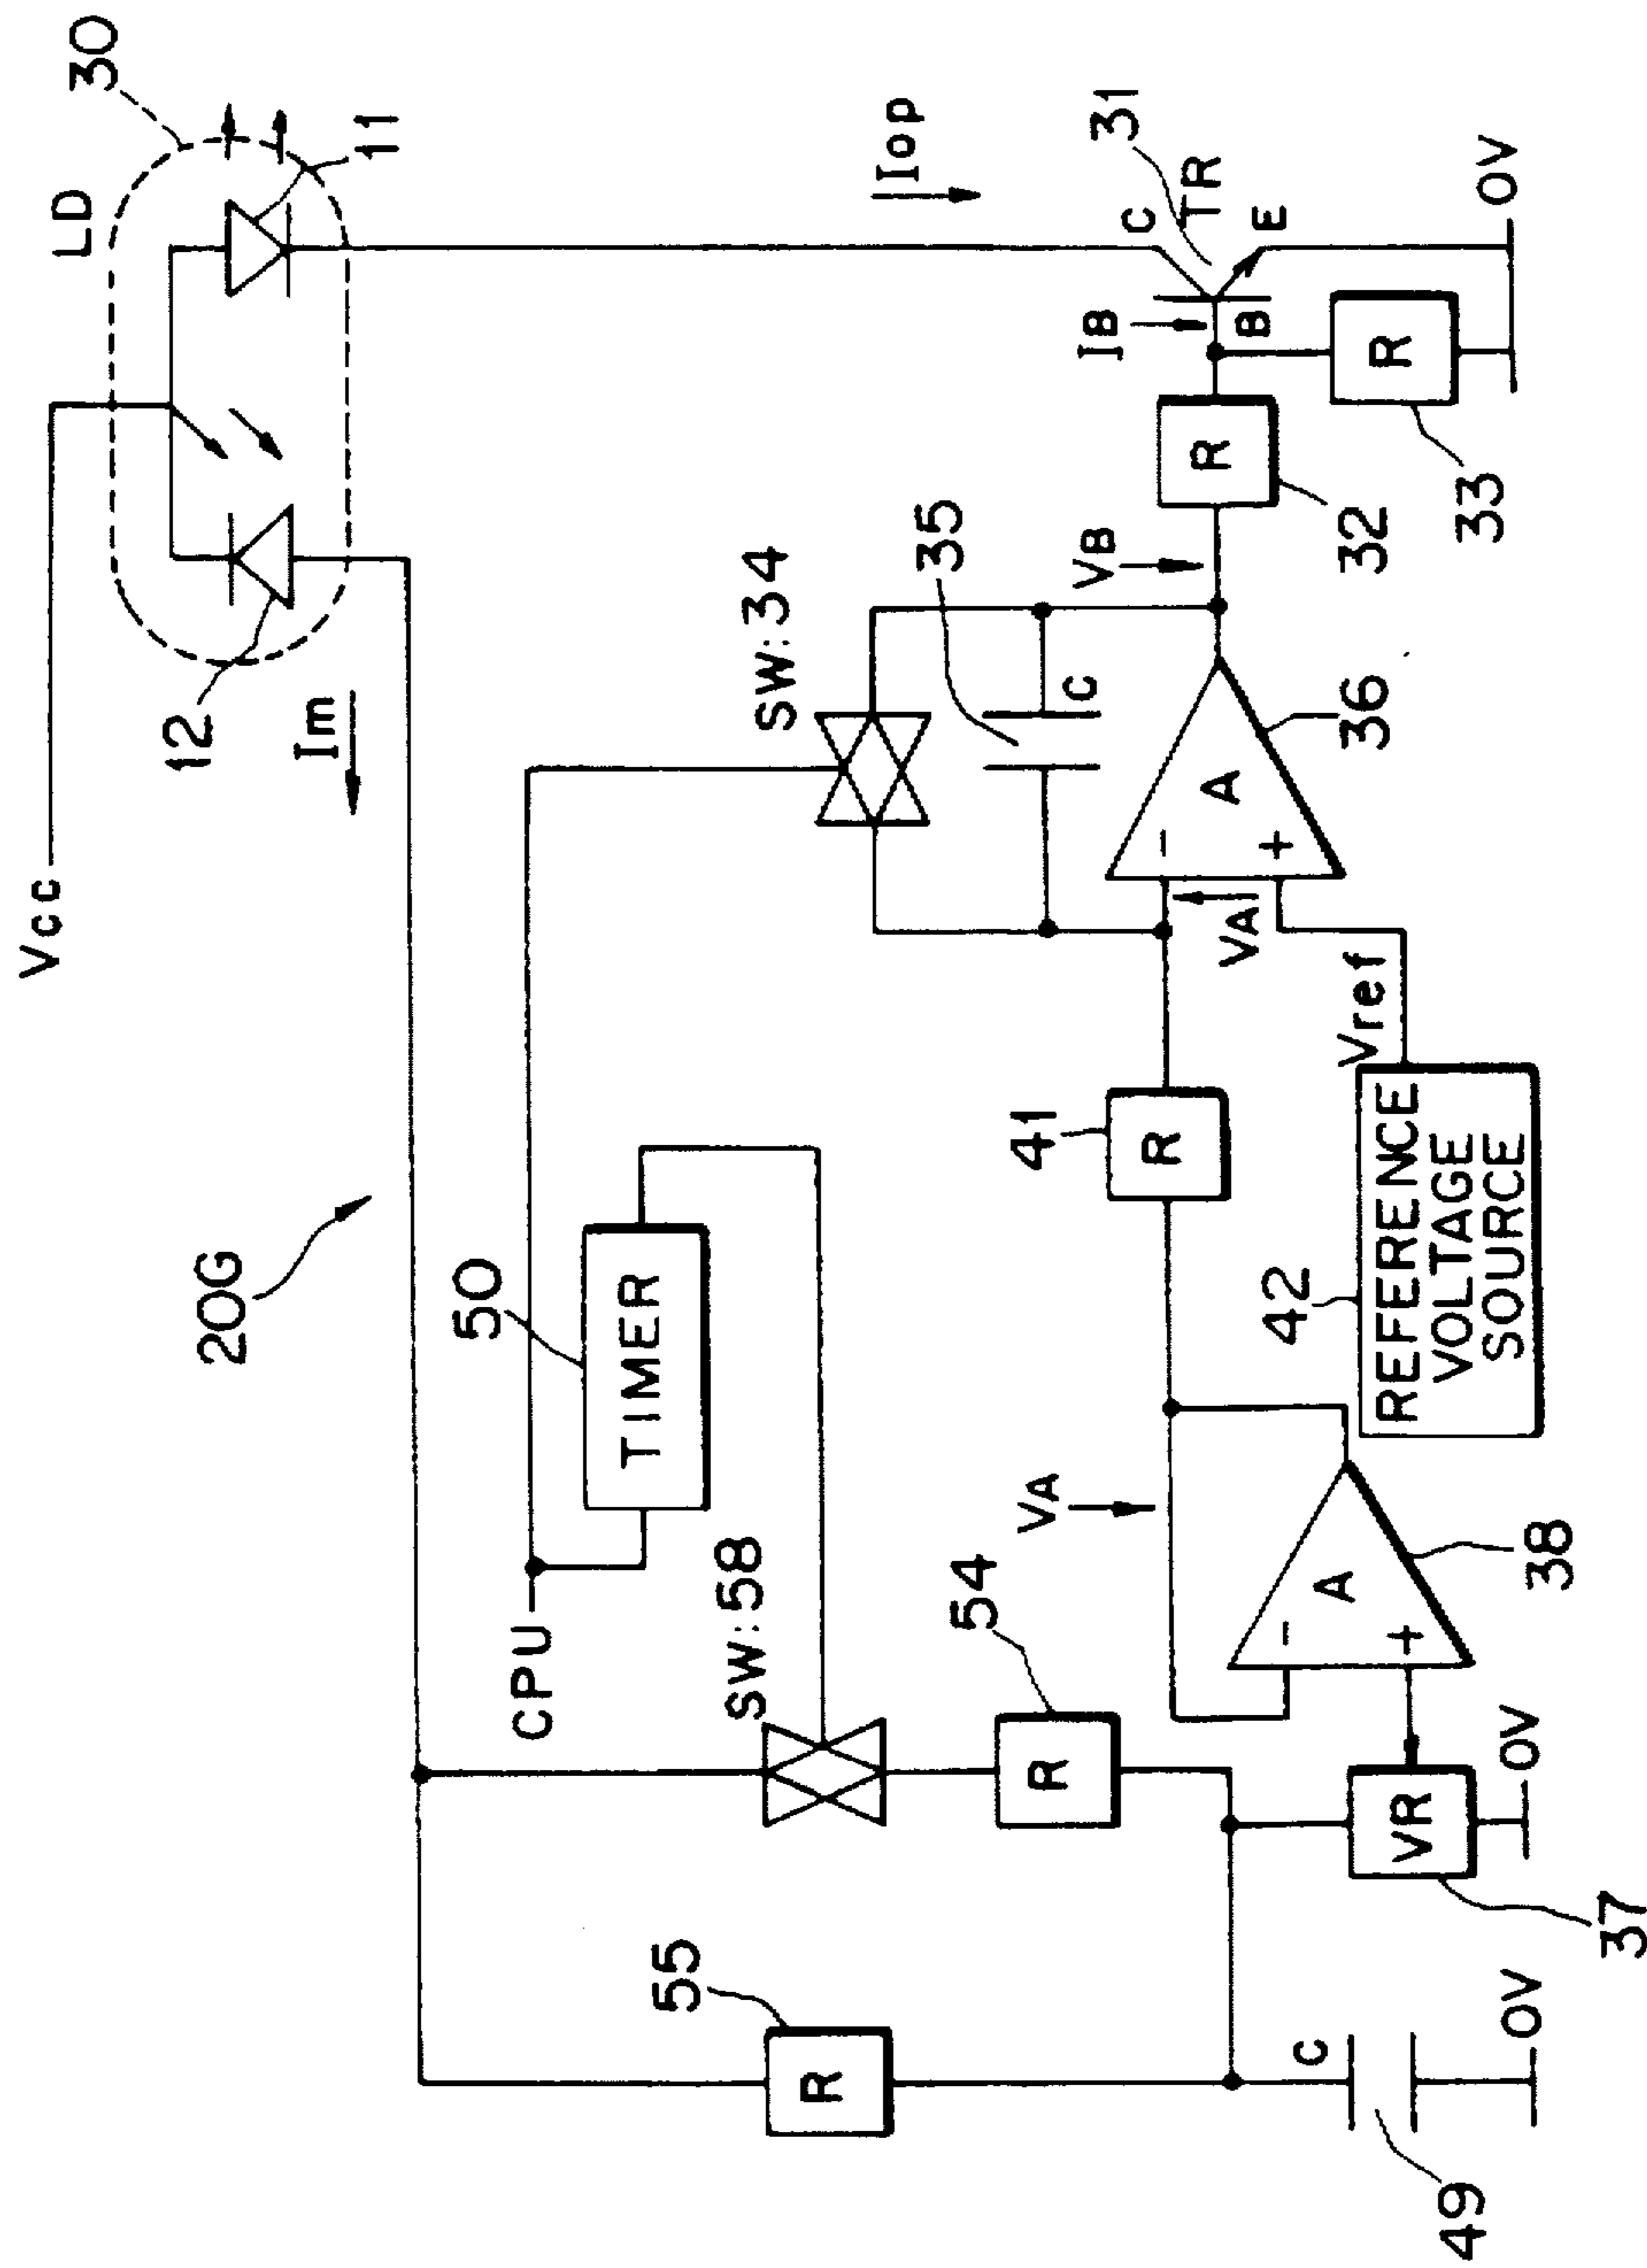 Vcc
LD
30
11
12
Im
Iop
20G
CPU
50
TIMER
SW:58
SW:34
35
C
55
R
54
R
VA
A
-
+
38
41
R
VA
A
-
+
36
VB
R
32
IB
B
C
TR
E
31
R
33
0V
Vref
42
REFERENCE
VOLTAGE
SOURCE
VR
37
0V
C
49
0V